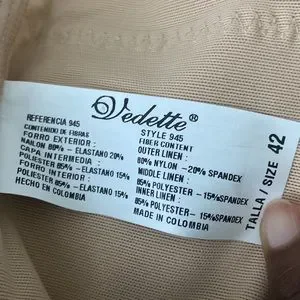 Vedette®
REFERENCIA 945
CONTENIDO DE FIBRAS
FORRO EXTERIOR :
NAILON 80% - ELASTANO 20%
CAPA INTERMEDIA :
POLIESTER 85% - ELASTANO 15%
FORRO INTERIOR :
POLIESTER 85% - ELASTANO 15%
HECHO EN COLOMBIA
STYLE 945
FIBER CONTENT
OUTER LINEN :
80% NYLON -20% SPANDEX
MIDDLE LINEN :
85% POLYESTER - 15%SPANDEX
INNER LINEN :
85% POLYESTER - 15%SPANDEX
MADE IN COLOMBIA
TALLA / SIZE 42